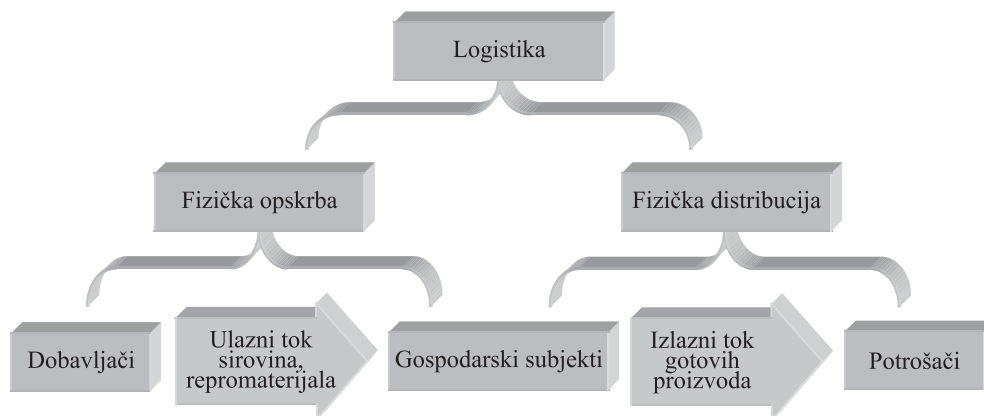 Logistika
Fizička opskrba
Fizička distribucija
Dobavljači
Ulazni tok
sirovina,
repromaterijala
Gospodarski subjekti
Izlazni tok
gotovih
proizvoda
Potrošači